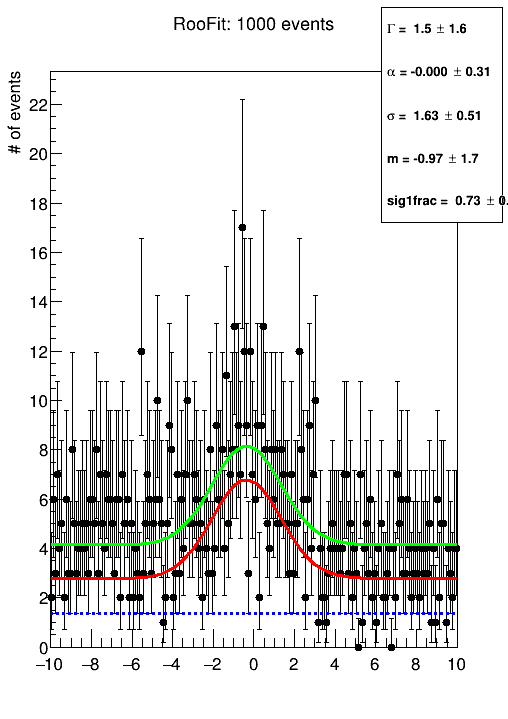 RooFit: 1000 events
Γ = 1.5 ± 1.6
α = -0.000 ± 0.31
σ = 1.63 ± 0.51
m = -0.97 ± 1.7
sig1frac = 0.73 ± 0.
# of events
22
20
18
16
14
12
10
8
6
4
2
0
−10 −8 −6 −4 −2 0 2 4 6 8 10